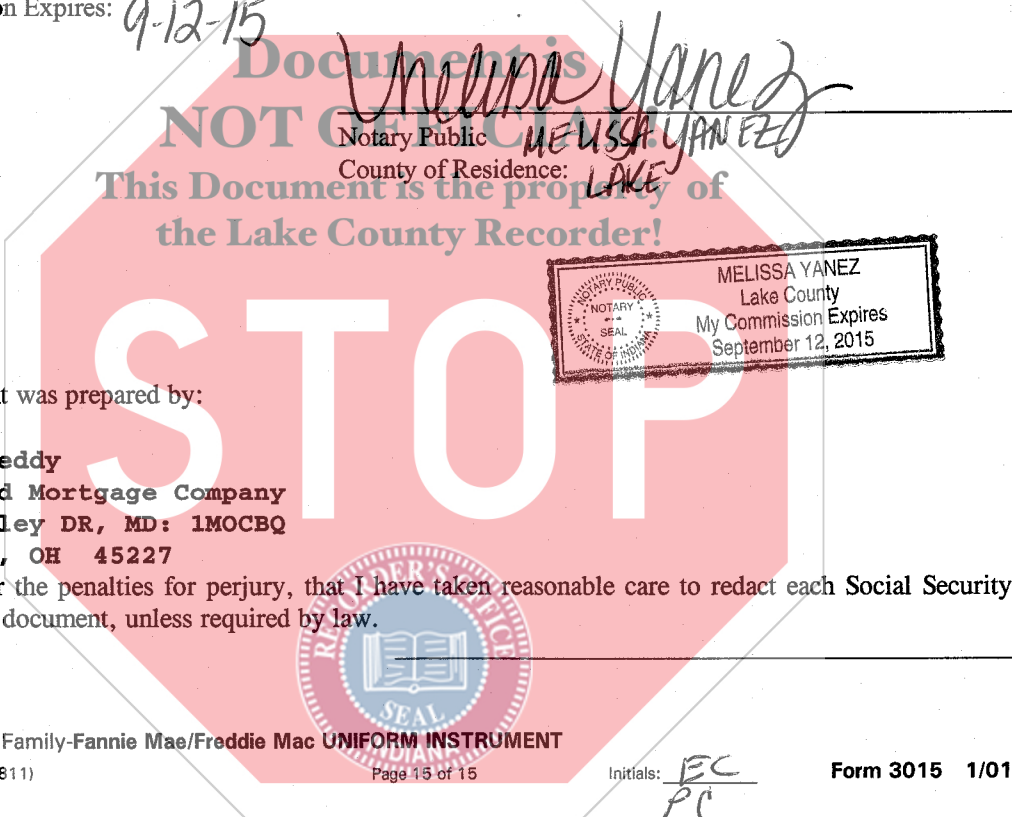 on Expires: 9-12-15
Document is
NOT OFFICIAL!
This Document is the property of
the Lake County Recorder!
Melissa Yanez
Notary Public MELISSA YANEZ
County of Residence: LAKE
MELISSA YANEZ
Lake County
My Commission Expires
September 12, 2015
NOTARY PUBLIC
NOTARY
SEAL
STATE OF INDIANA
STOP
t was prepared by:
eddy
d Mortgage Company
ley DR, MD: 1MOCBQ
, OH 45227
r the penalties for perjury, that I have taken reasonable care to redact each Social Security
document, unless required by law.
RECORDER'S OFFICE
SEAL
INDIANA
Family-Fannie Mae/Freddie Mac UNIFORM INSTRUMENT
811)
Page 15 of 15
Initials: EC
PC
Form 3015 1/01